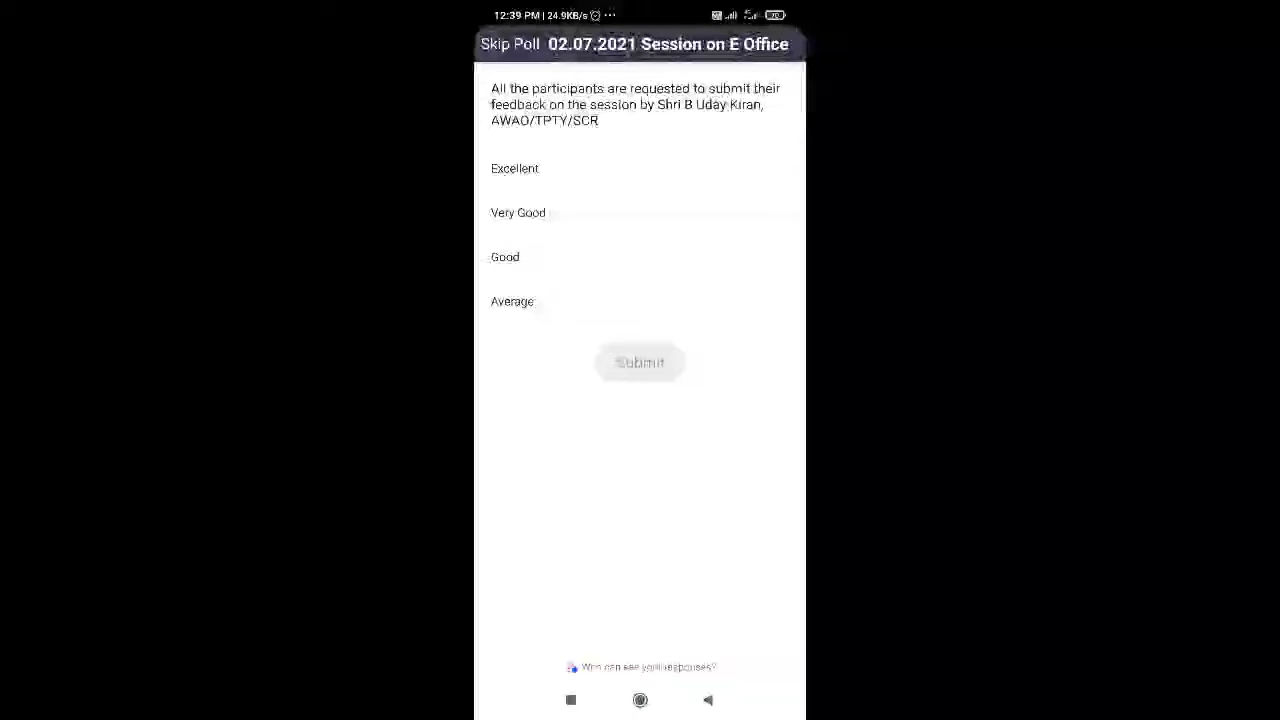 12:39 PM | 24.9KB/s ...
Skip Poll 02.07.2021 Session on E Office
All the participants are requested to submit their
feedback on the session by Shri B Uday Kiran,
AWAO/TPTY/SCR
Excellent
Very Good
Good
Average
Submit
Who can see your responses?